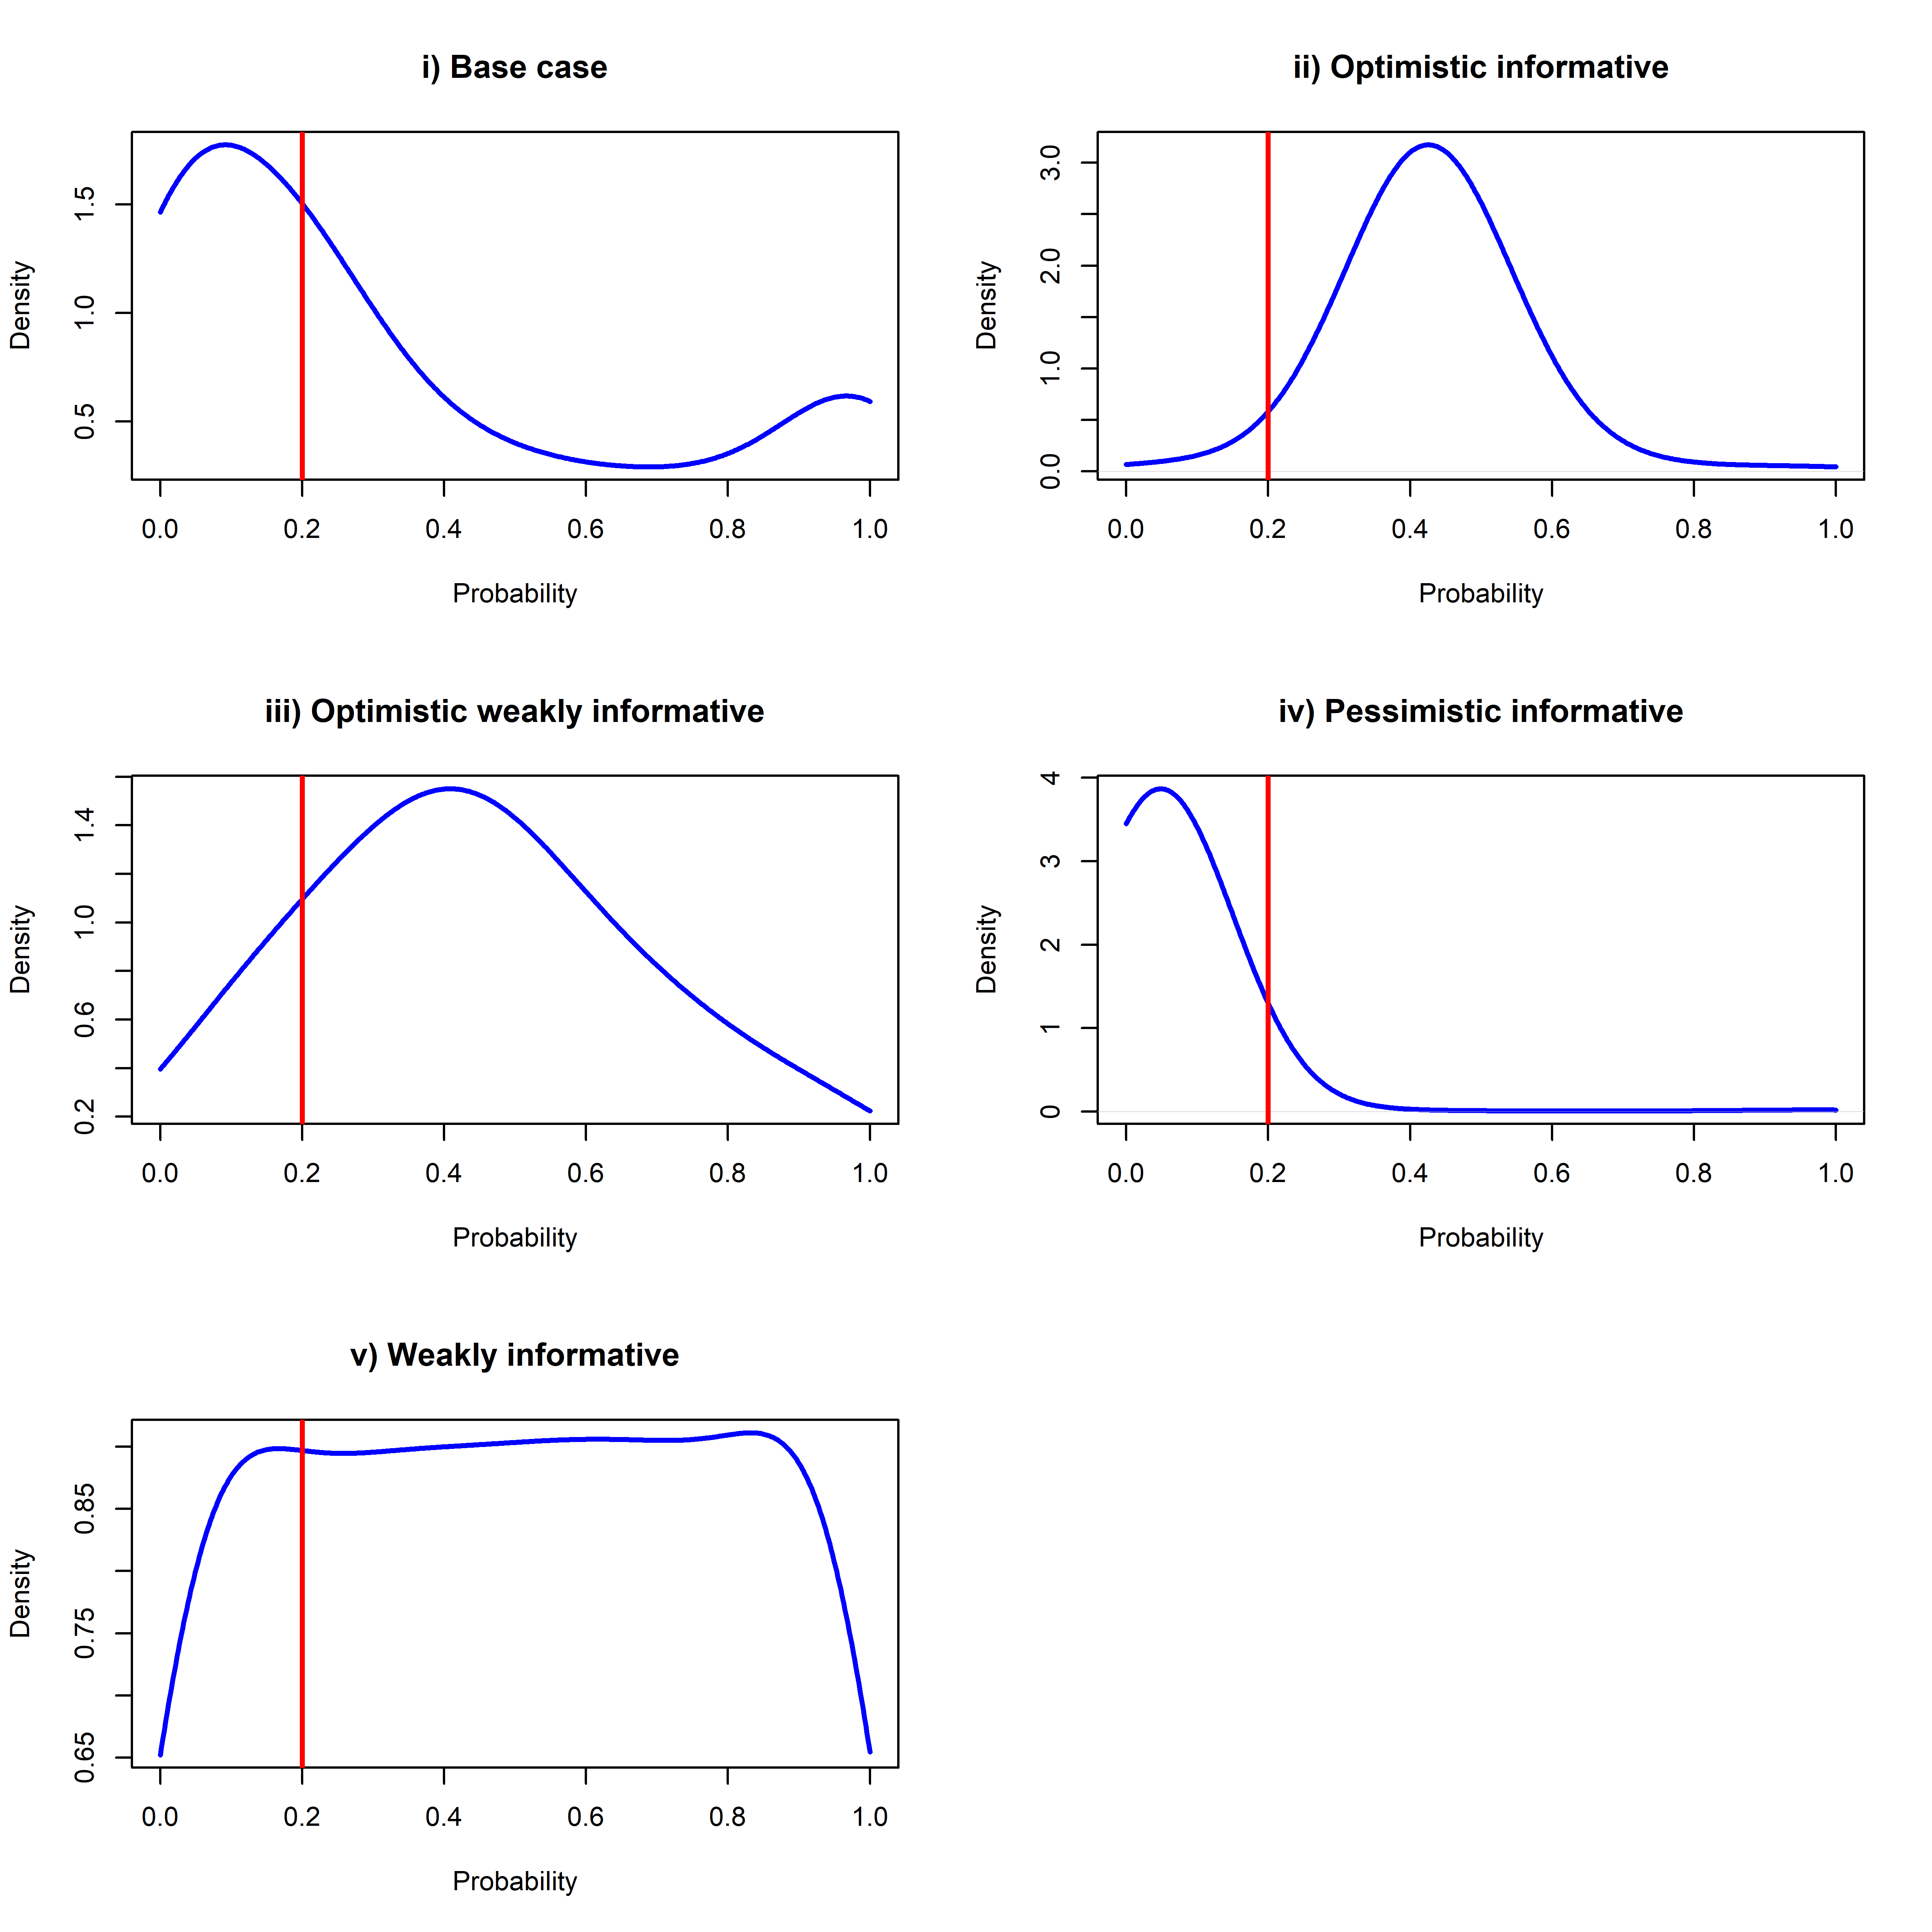 i) Base case
Density
1.5
1.0
0.5
0.0 0.2 0.4 0.6 0.8 1.0
Probability
ii) Optimistic informative
Density
3.0
2.0
1.0
0.0
0.0 0.2 0.4 0.6 0.8 1.0
Probability
iii) Optimistic weakly informative
Density
1.4
1.0
0.6
0.2
0.0 0.2 0.4 0.6 0.8 1.0
Probability
iv) Pessimistic informative
Density
4
3
2
1
0
0.0 0.2 0.4 0.6 0.8 1.0
Probability
v) Weakly informative
Density
0.85
0.75
0.65
0.0 0.2 0.4 0.6 0.8 1.0
Probability